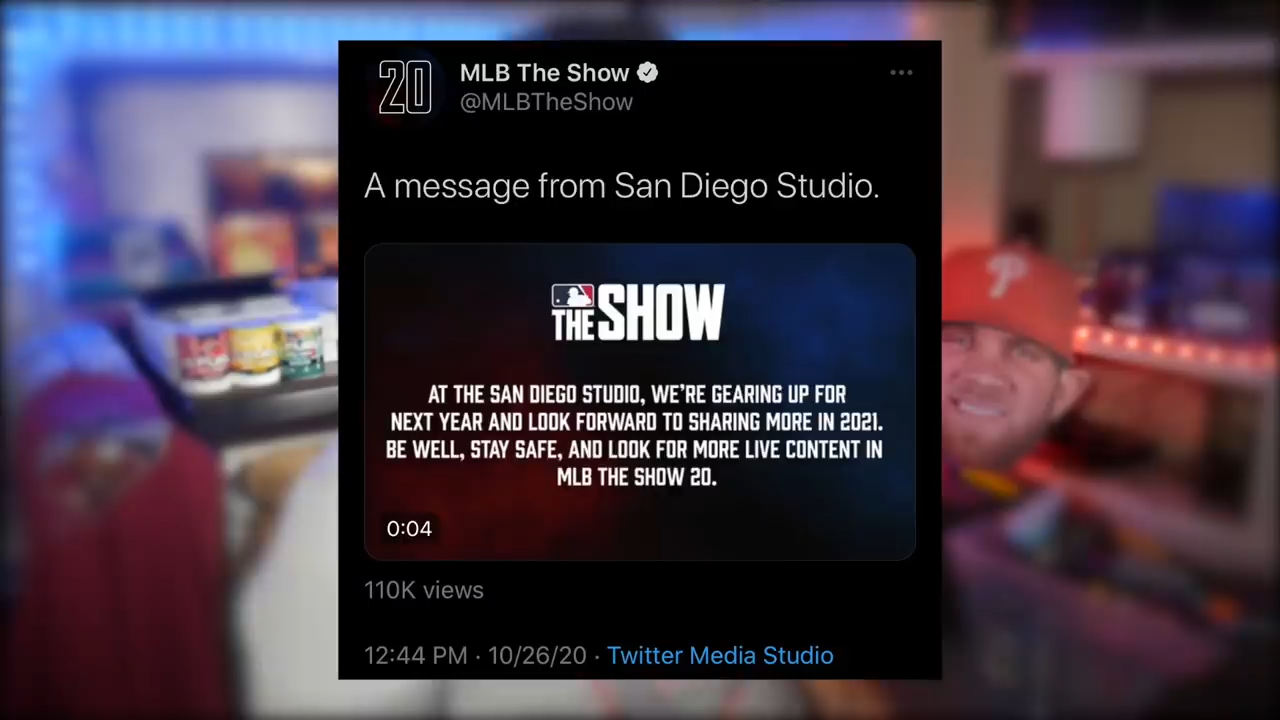 20
MLB The Show
@MLBTheShow
A message from San Diego Studio.
THE SHOW
AT THE SAN DIEGO STUDIO, WE'RE GEARING UP FOR
NEXT YEAR AND LOOK FORWARD TO SHARING MORE IN 2021.
BE WELL, STAY SAFE, AND LOOK FOR MORE LIVE CONTENT IN
MLB THE SHOW 20.
0:04
110K views
12:44 PM · 10/26/20 · Twitter Media Studio
P